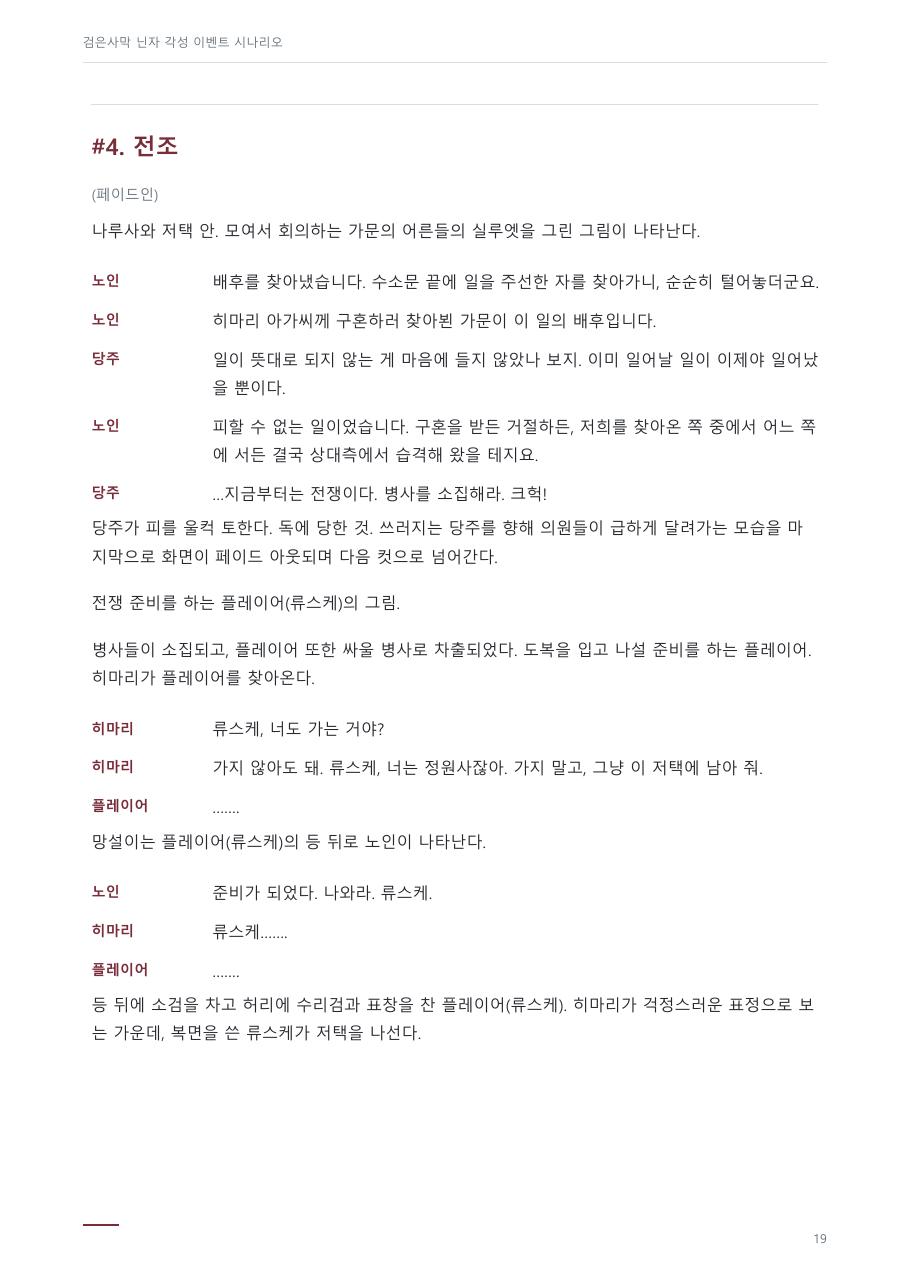 검은사막 닌자 각성 이벤트 시나리오
#4. 전조
(페이드인)
나루사와 저택 안. 모여서 회의하는 가문의 어른들의 실루엣을 그린 그림이 나타난다.
노인 배후를 찾아냈습니다. 수소문 끝에 일을 주선한 자를 찾아가니, 순순히 털어놓더군요.
노인 히마리 아가씨께 구혼하러 찾아뵌 가문이 이 일의 배후입니다.
당주 일이 뜻대로 되지 않는 게 마음에 들지 않았나 보지. 이미 일어날 일이 이제야 일어났
을 뿐이다.
노인 피할 수 없는 일이었습니다. 구혼을 받든 거절하든, 저희를 찾아온 쪽 중에서 어느 쪽
에 서든 결국 상대측에서 습격해 왔을 테지요.
당주 ...지금부터는 전쟁이다. 병사를 소집해라. 크헉!
당주가 피를 울컥 토한다. 독에 당한 것. 쓰러지는 당주를 향해 의원들이 급하게 달려가는 모습을 마
지막으로 화면이 페이드 아웃되며 다음 컷으로 넘어간다.
전쟁 준비를 하는 플레이어(류스케)의 그림.
병사들이 소집되고, 플레이어 또한 싸울 병사로 차출되었다. 도복을 입고 나설 준비를 하는 플레이어.
히마리가 플레이어를 찾아온다.
히마리 류스케, 너도 가는 거야?
히마리 가지 않아도 돼. 류스케, 너는 정원사잖아. 가지 말고, 그냥 이 저택에 남아 줘.
플레이어 .......
망설이는 플레이어(류스케)의 등 뒤로 노인이 나타난다.
노인 준비가 되었다. 나와라. 류스케.
히마리 류스케.......
플레이어 .......
등 뒤에 소검을 차고 허리에 수리검과 표창을 찬 플레이어(류스케). 히마리가 걱정스러운 표정으로 보
는 가운데, 복면을 쓴 류스케가 저택을 나선다.
19